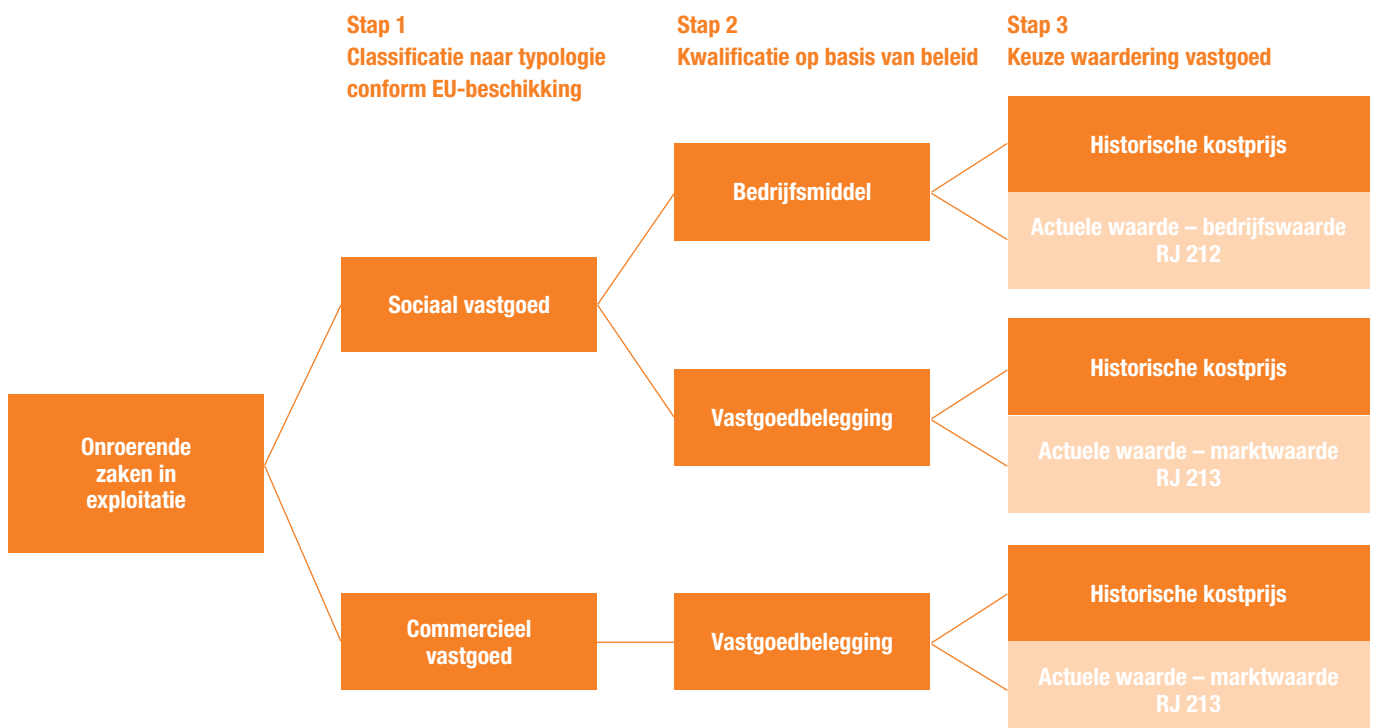 Stap 1
Classificatie naar typologie
conform EU-beschikking
Stap 2
Kwalificatie op basis van beleid
Stap 3
Keuze waardering vastgoed
Onroerende
zaken in
exploitatie
Sociaal vastgoed
Commercieel
vastgoed
Bedrijfsmiddel
Vastgoedbelegging
Vastgoedbelegging
Historische kostprijs
Actuele waarde – bedrijfswaarde
RJ 212
Historische kostprijs
Actuele waarde – marktwaarde
RJ 213
Historische kostprijs
Actuele waarde – marktwaarde
RJ 213